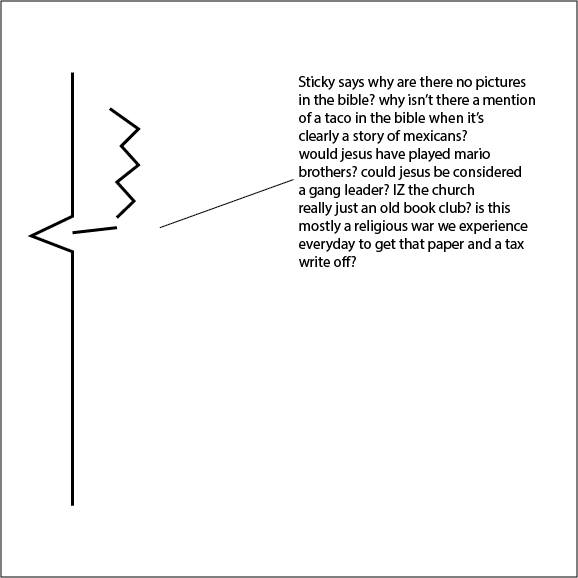 Sticky says why are there no pictures
in the bible? why isn't there a mention
of a taco in the bible when it's
clearly a story of mexicans?
would jesus have played mario
brothers? could jesus be considered
a gang leader? IZ the church
really just an old book club? is this
mostly a religious war we experience
everyday to get that paper and a tax
write off?